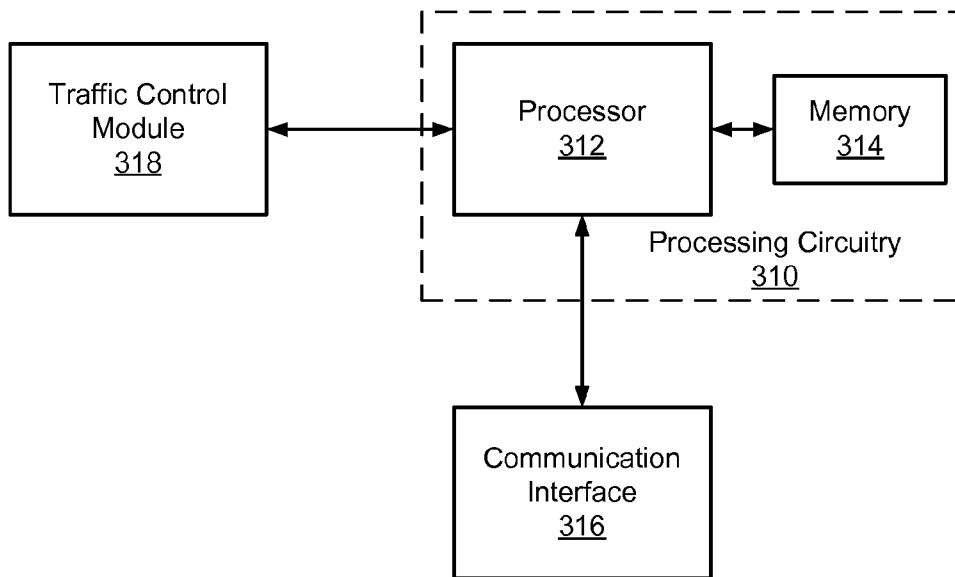 Traffic Control
Module
318
Processor
312
Memory
314
Processing Circuitry
310
Communication
Interface
316